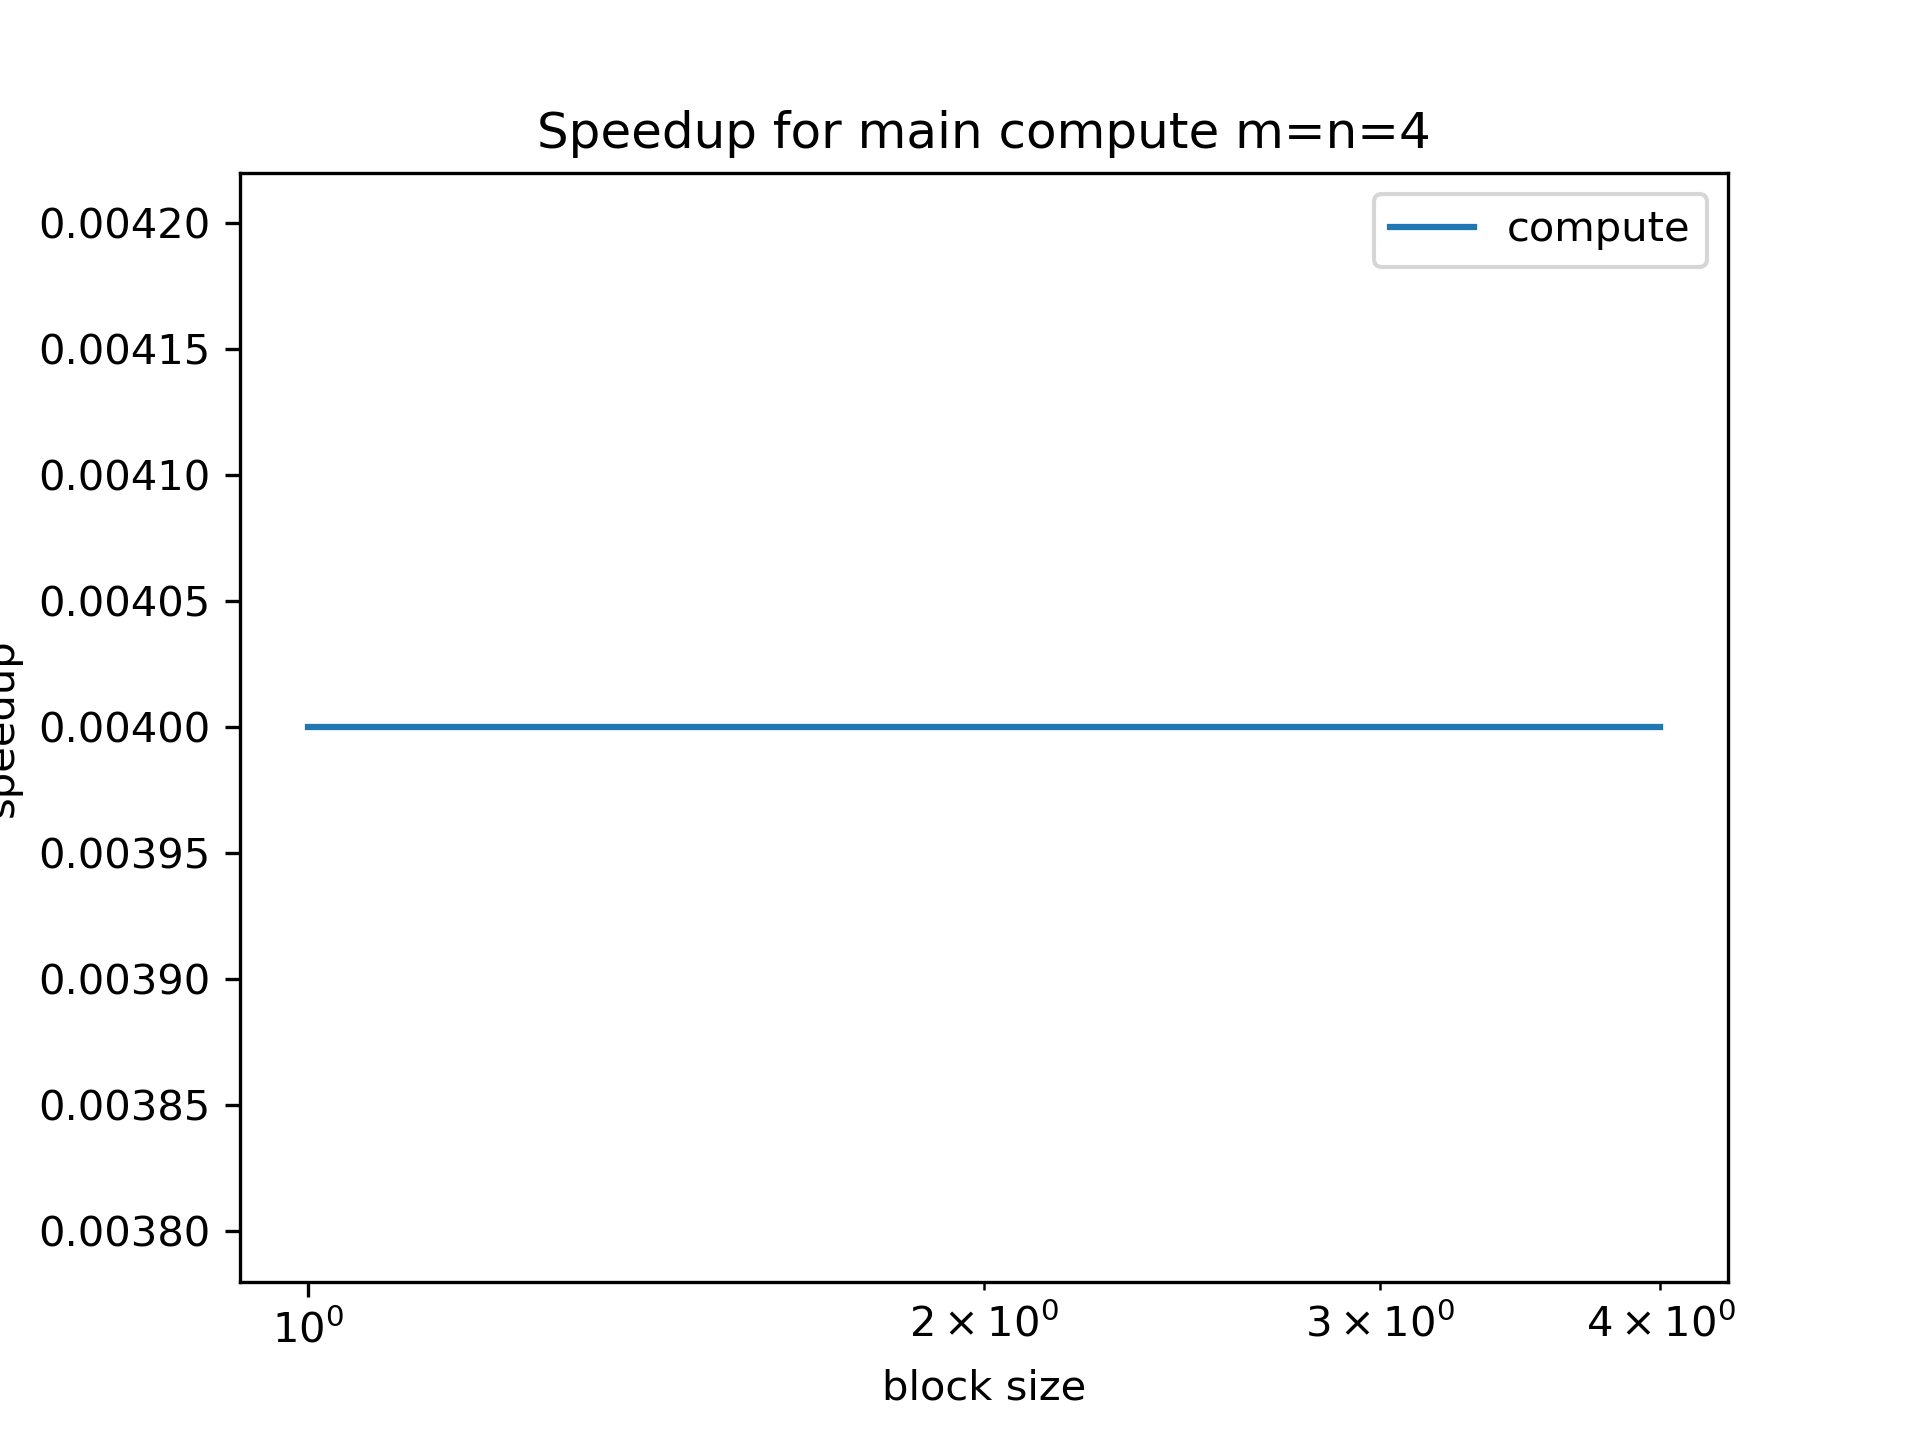 Speedup for main compute m=n=4
compute
0.00420
0.00415
0.00410
0.00405
0.00400
0.00395
0.00390
0.00385
0.00380
speedup
10⁰
2 × 10⁰
3 × 10⁰
4 × 10⁰
block size